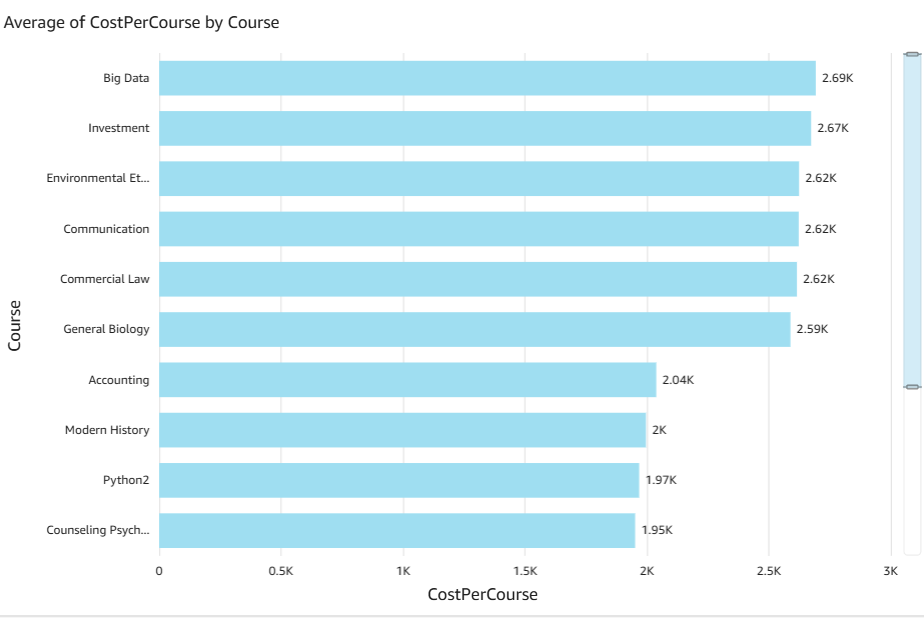 Average of CostPerCourse by Course
Big Data 2.69K
Investment 2.67K
Environmental Et... 2.62K
Communication 2.62K
Commercial Law 2.62K
General Biology 2.59K
Accounting 2.04K
Modern History 2K
Python2 1.97K
Counseling Psych... 1.95K
Course
0 0.5K 1K 1.5K 2K 2.5K 3K
CostPerCourse